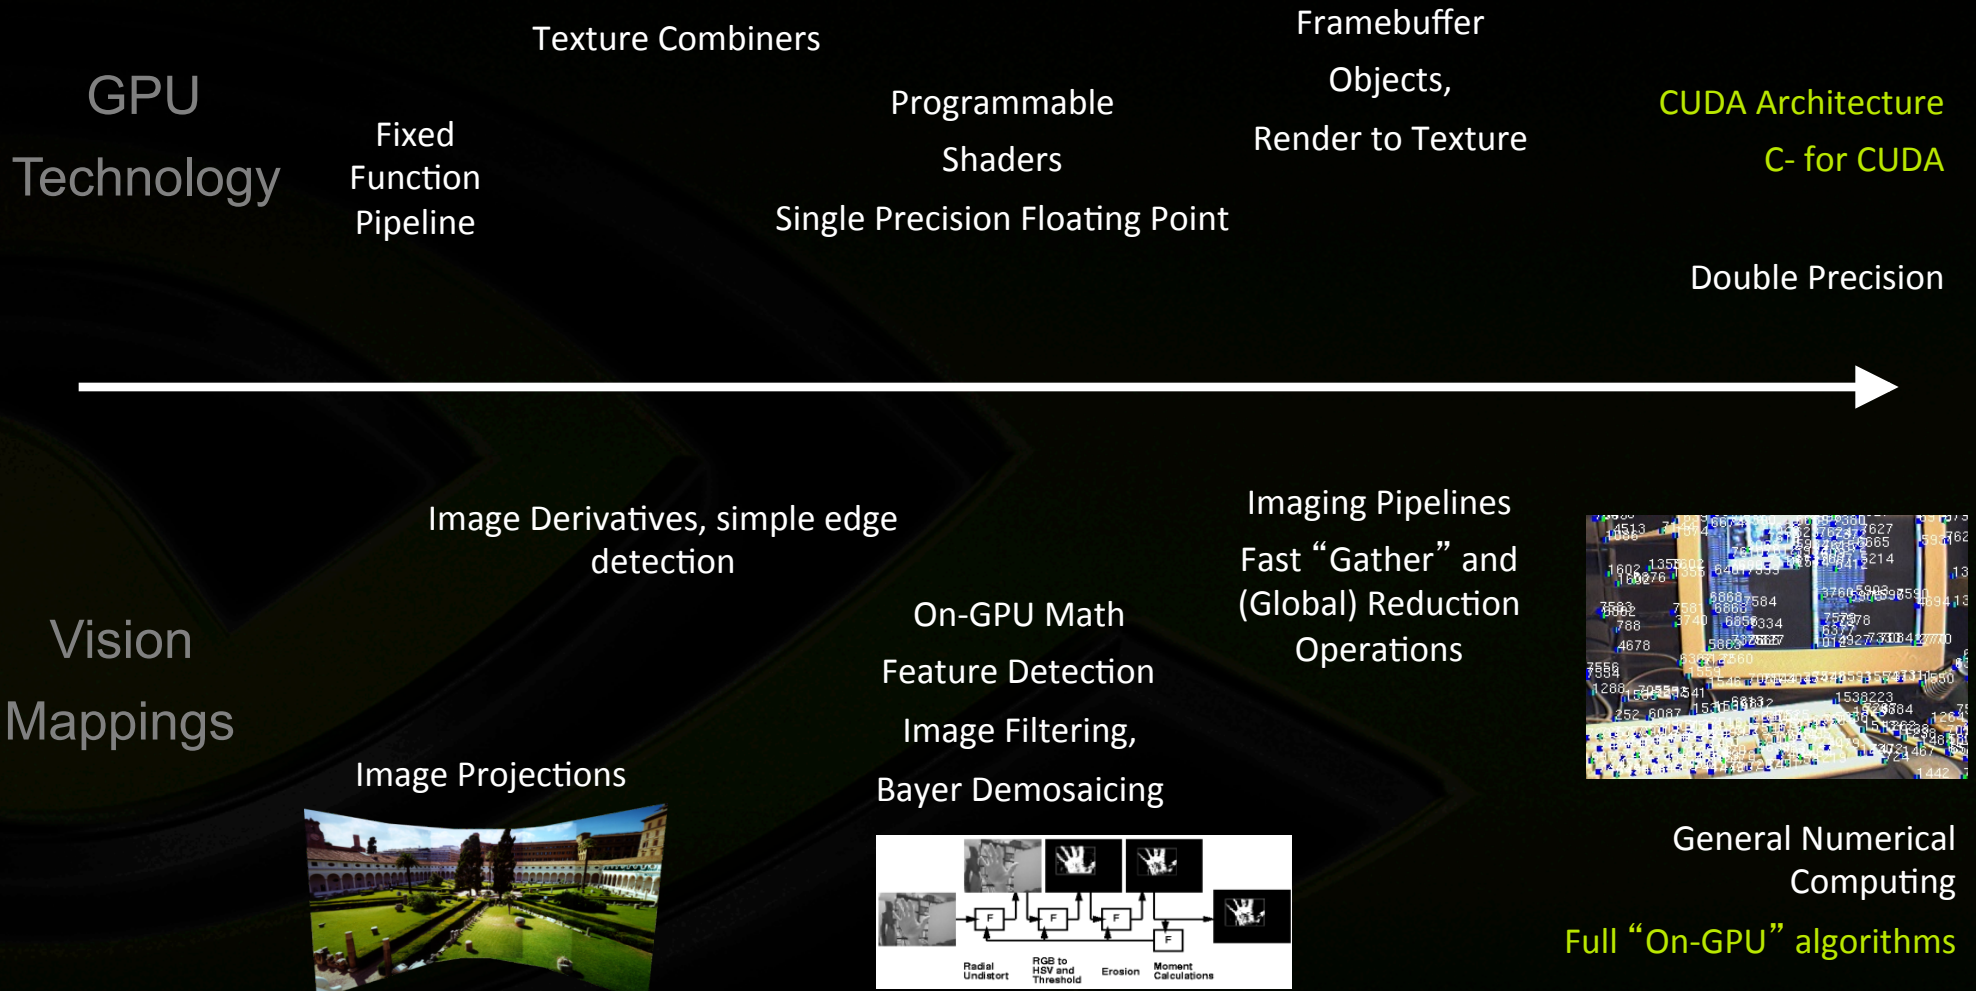 GPU
Technology
Fixed
Function
Pipeline
Texture Combiners
Programmable
Shaders
Single Precision Floating Point
Framebuffer
Objects,
Render to Texture
CUDA Architecture
C- for CUDA
Double Precision
Vision
Mappings
Image Projections
Image Derivatives, simple edge
detection
On-GPU Math
Feature Detection
Image Filtering,
Bayer Demosaicing
F
F
F
F
Radial
Undistort
RGB to
HSV and
Threshold
Erosion
Moment
Calculations
Imaging Pipelines
Fast “Gather” and
(Global) Reduction
Operations
General Numerical
Computing
Full “On-GPU” algorithms